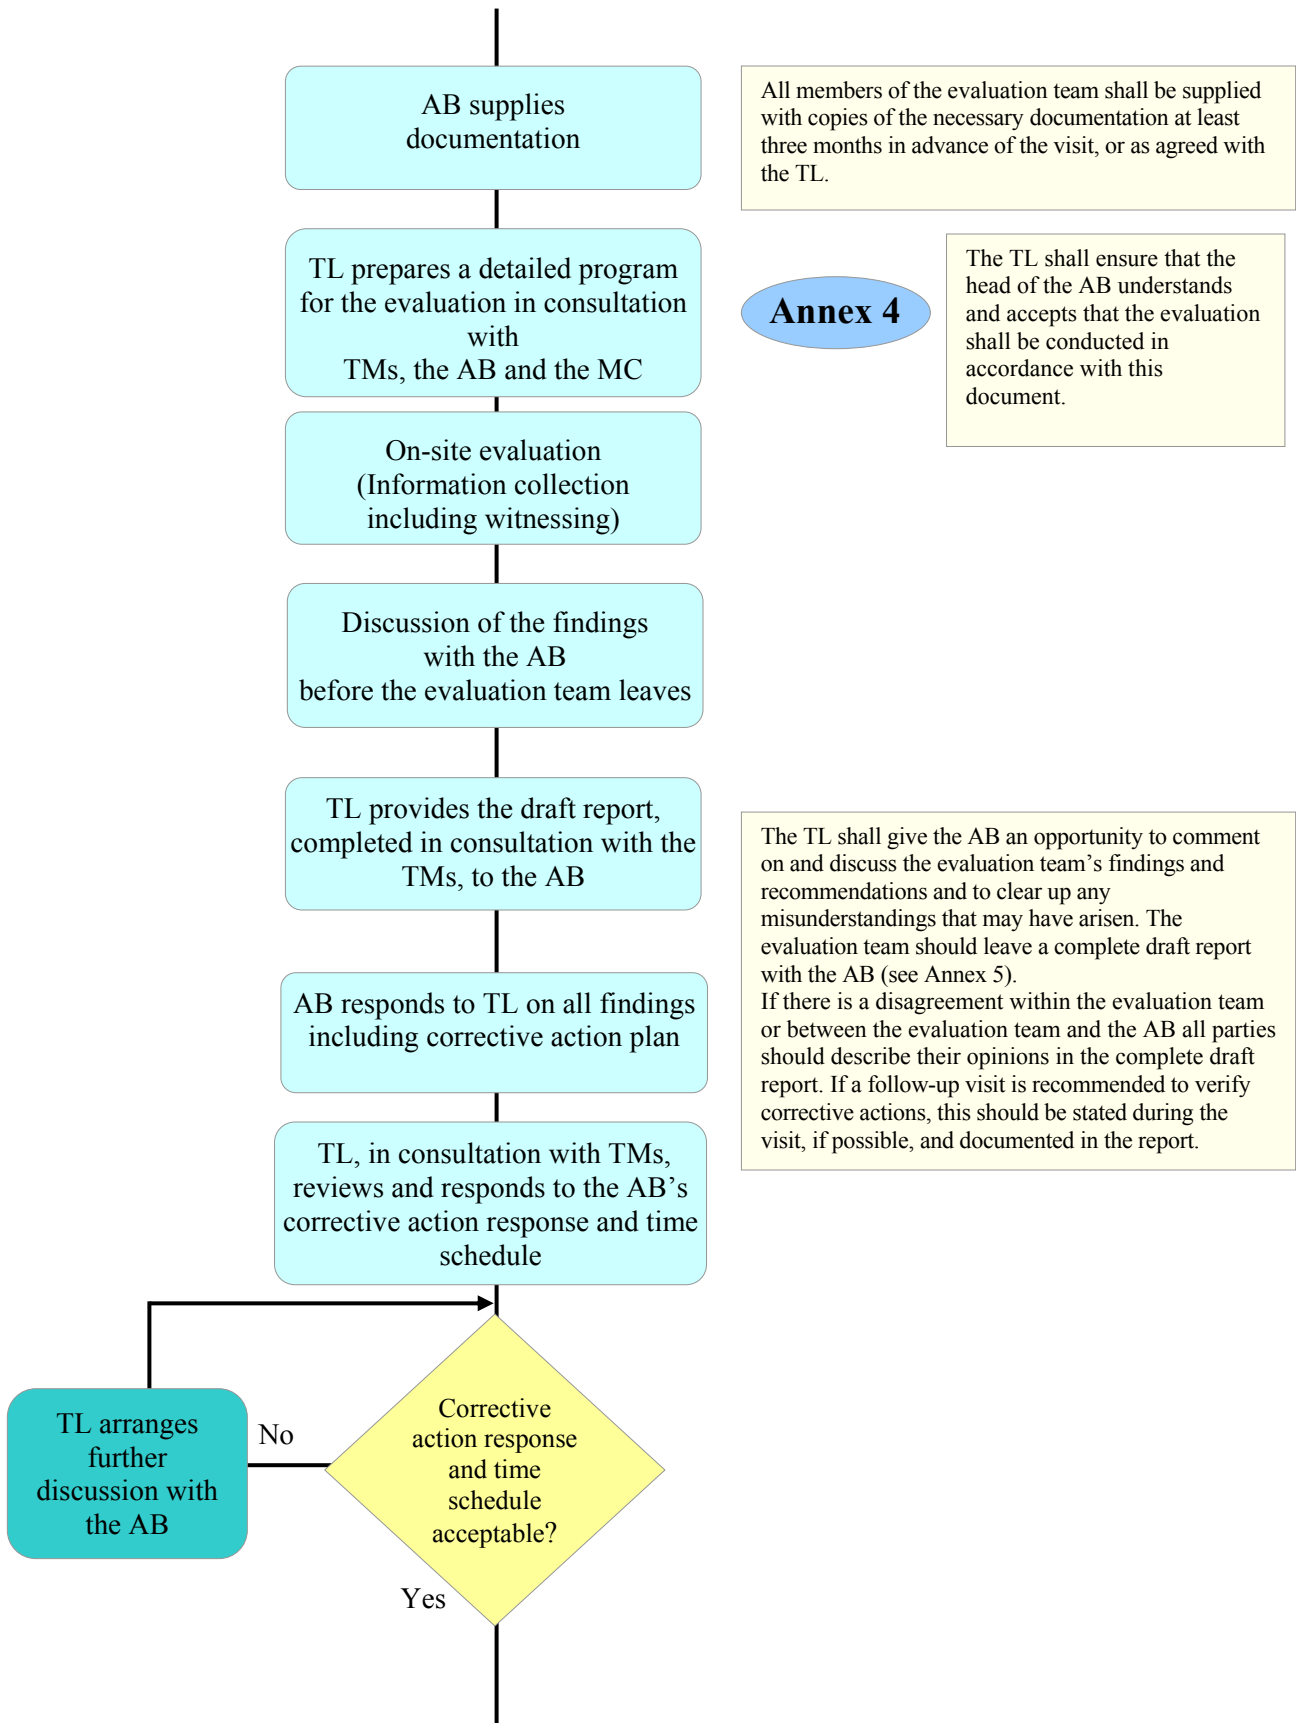 AB supplies
documentation
All members of the evaluation team shall be supplied
with copies of the necessary documentation at least
three months in advance of the visit, or as agreed with
the TL.
TL prepares a detailed program
for the evaluation in consultation
with
TMs, the AB and the MC
Annex 4
The TL shall ensure that the
head of the AB understands
and accepts that the evaluation
shall be conducted in
accordance with this
document.
On-site evaluation
(Information collection
including witnessing)
Discussion of the findings
with the AB
before the evaluation team leaves
TL provides the draft report,
completed in consultation with the
TMs, to the AB
The TL shall give the AB an opportunity to comment
on and discuss the evaluation team’s findings and
recommendations and to clear up any
misunderstandings that may have arisen. The
evaluation team should leave a complete draft report
with the AB (see Annex 5).
If there is a disagreement within the evaluation team
or between the evaluation team and the AB all parties
should describe their opinions in the complete draft
report. If a follow-up visit is recommended to verify
corrective actions, this should be stated during the
visit, if possible, and documented in the report.
AB responds to TL on all findings
including corrective action plan
TL, in consultation with TMs,
reviews and responds to the AB’s
corrective action response and time
schedule
Corrective
action response
and time
schedule
acceptable?
No
TL arranges
further
discussion with
the AB
Yes